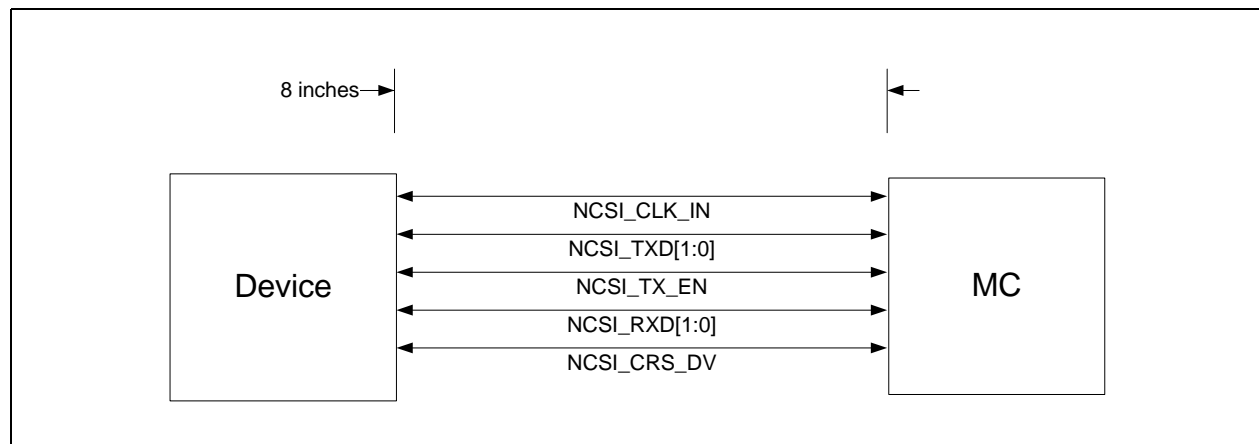 8 inches
NCSI_CLK_IN
NCSI_TXD[1:0]
Device
NCSI_TX_EN
MC
NCSI_RXD[1:0]
NCSI_CRS_DV